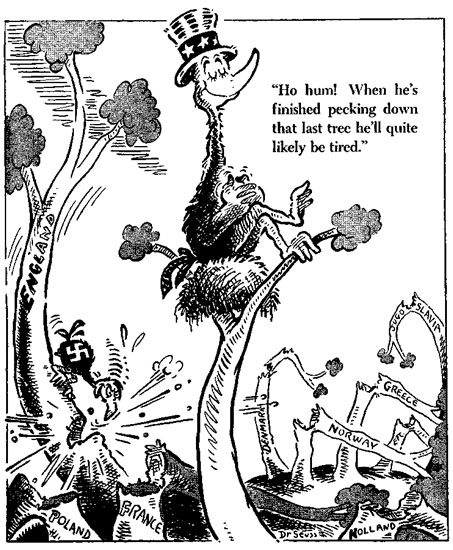 "Ho hum! When he's
finished pecking down
that last tree he'll quite
likely be tired."
ENGLAND
JUGO SLAVIA
GREECE
DENMARK
NORWAY
POLAND
FRANCE
HOLLAND
Dr Seuss